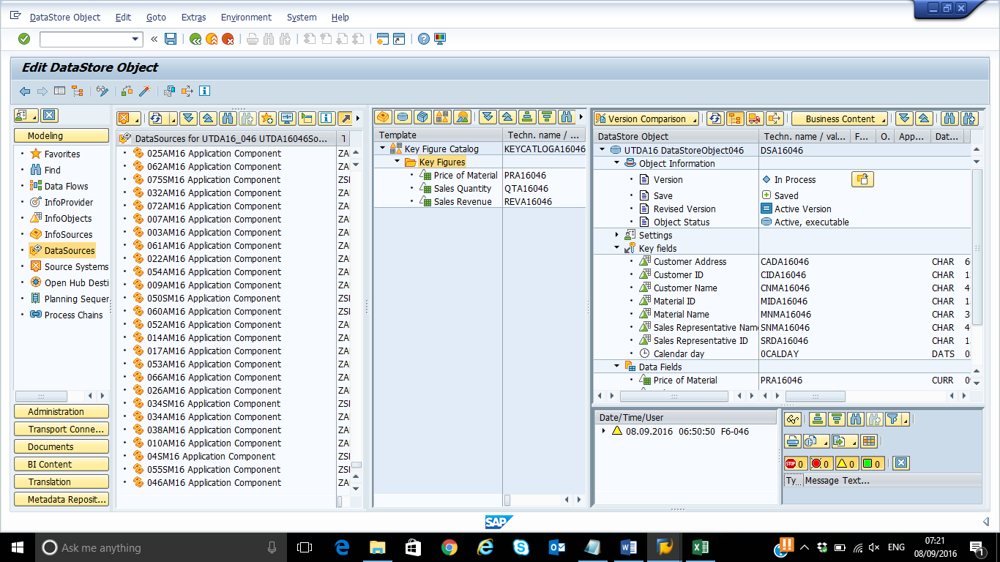 DataStore Object Edit Goto Extras Environment System Help
Edit DataStore Object
Modeling
Favorites
Find
Data Flows
InfoProvider
InfoObjects
InfoSources
DataSources
Source Systems
Open Hub Desti
Planning Sequer
Process Chains
Administration
Transport Conne...
Documents
BI Content
Translation
Metadata Reposit...
DataSources for UTDA16_046 UTDA16046So... T
025AM16 Application Component ZA
062AM16 Application Component ZA
075SM16 Application Component ZSI
032AM16 Application Component ZA
072AM16 Application Component ZA
007AM16 Application Component ZA
003AM16 Application Component ZA
061AM16 Application Component ZA
022AM16 Application Component ZA
054AM16 Application Component ZA
009AM16 Application Component ZA
050SM16 Application Component ZSI
060AM16 Application Component ZA
052AM16 Application Component ZA
014AM16 Application Component ZA
017AM16 Application Component ZA
053AM16 Application Component ZA
066AM16 Application Component ZA
026AM16 Application Component ZA
034SM16 Application Component ZSI
034AM16 Application Component ZA
038AM16 Application Component ZA
010AM16 Application Component ZA
04SM16 Application Component ZSI
055SM16 Application Component ZSI
046AM16 Application Component ZA
Template Techn. name / ...
Key Figure Catalog KEYCATLOGA16046
Key Figures
Price of Material PRA16046
Sales Quantity QTA16046
Sales Revenue REVA16046
Version Comparison Business Content
DataStore Object Techn. name / val... F... O. App... Dat...
UTDA16 DataStoreObject046 DSA16046
Object Information
Version In Process
Save Saved
Revised Version Active Version
Object Status Active, executable
Settings
Key fields
Customer Address CADA16046 CHAR 6
Customer ID CIDA16046 CHAR 1
Customer Name CNMA16046 CHAR 4
Material ID MIDA16046 CHAR 1
Material Name MNMA16046 CHAR 3
Sales Representative Name SNMA16046 CHAR 4
Sales Representative ID SRDA16046 CHAR 1
Calendar day 0CALDAY DATS 0
Data Fields
Price of Material PRA16046 CURR 0
Date/Time/User
08.09.2016 06:50:50 F6-046
STOP 0 0 0 0
Ty... Message Text...
SAP
Ask me anything
ENG
07:21
08/09/2016
1